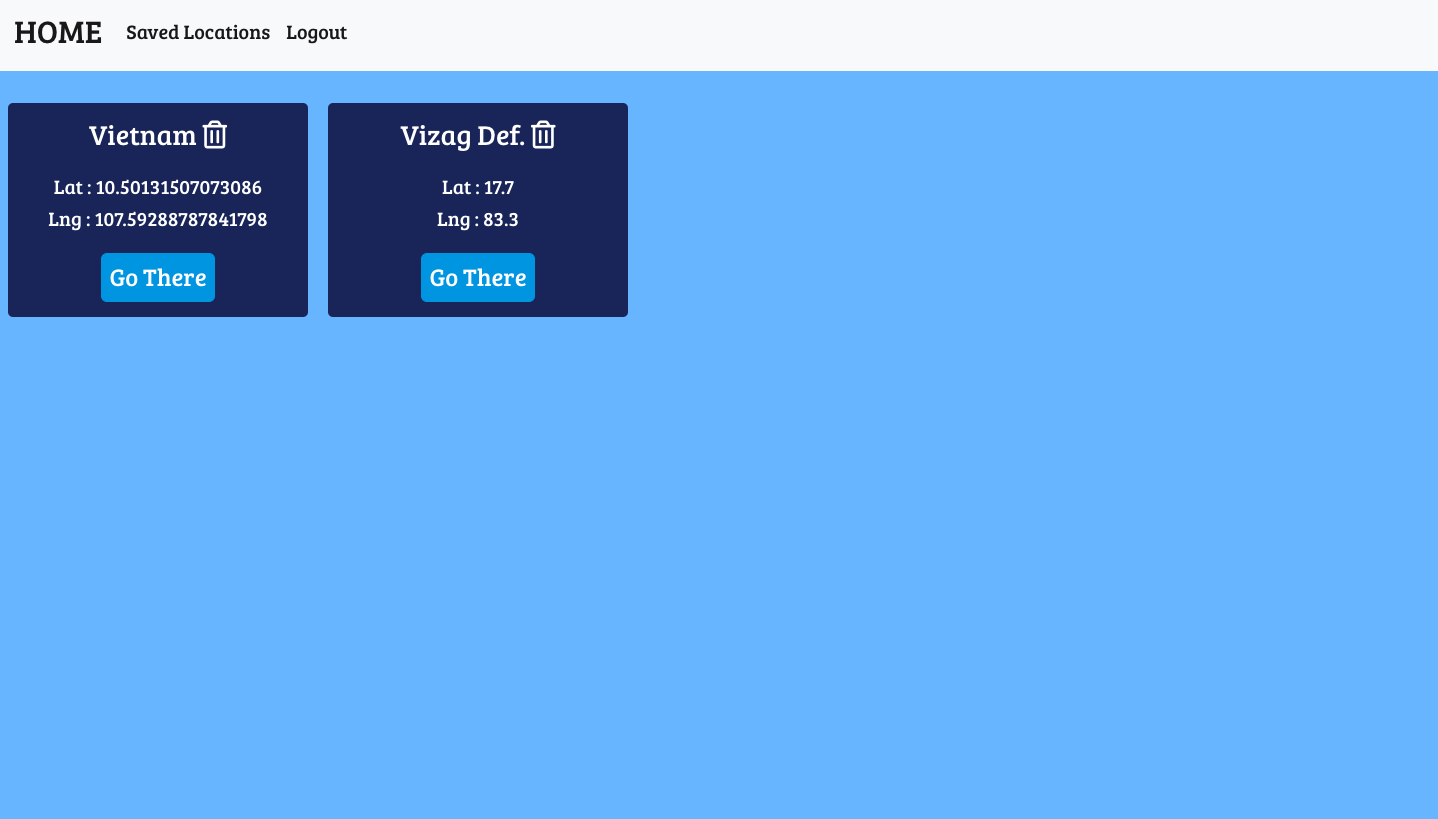 HOME Saved Locations Logout
Vietnam
Lat : 10.50131507073086
Lng : 107.59288787841798
Go There
Vizag Def.
Lat : 17.7
Lng : 83.3
Go There